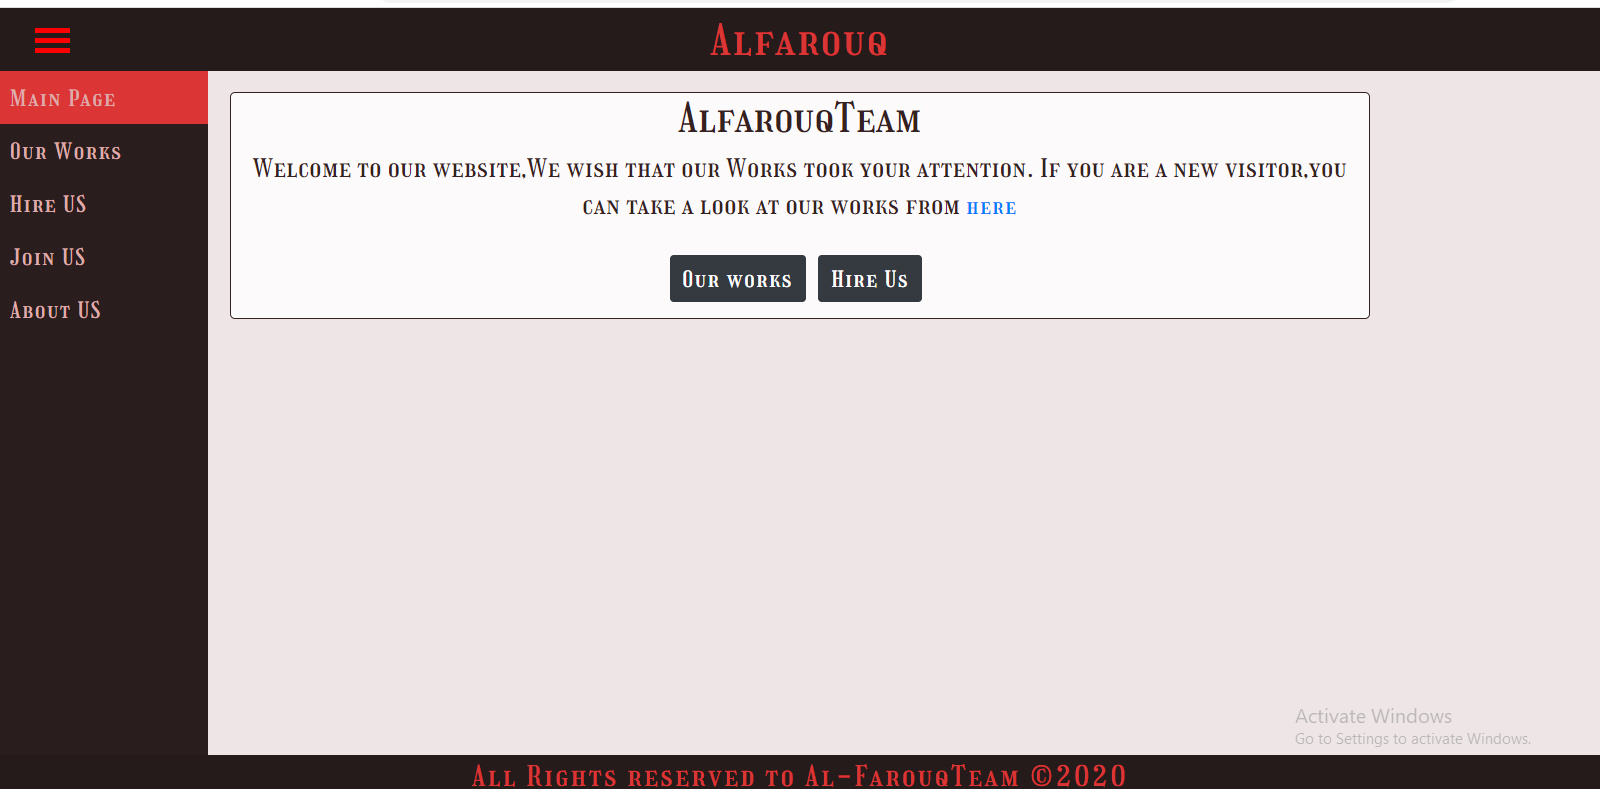 Alfarouq
Main Page
Our Works
Hire US
Join US
About US
AlfarouqTeam
Welcome to our website,We wish that our Works took your attention. If you are a new visitor,you
can take a look at our works from here
Our works
Hire Us
Activate Windows
Go to Settings to activate Windows.
All Rights reserved to Al-FarouqTeam ©2020